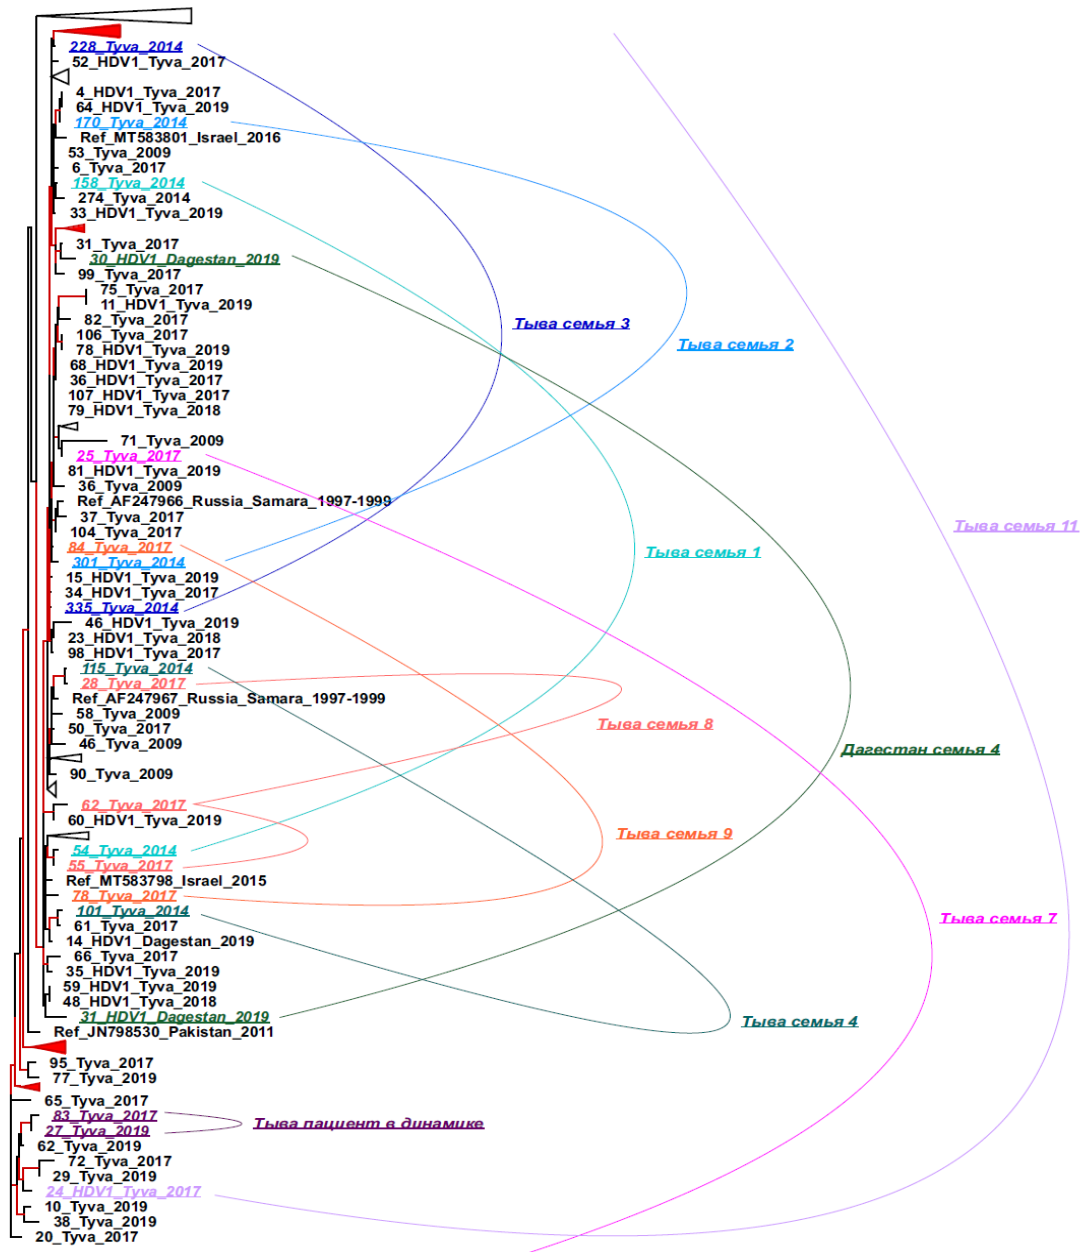 228_Tyva_2014
52_HDV1_Tyva_2017
4_HDV1_Tyva_2017
64_HDV1_Tyva_2019
170_Tyva_2014
Ref_MT583801_Israel_2016
53_Tyva_2009
6_Tyva_2017
158_Tyva_2014
274_Tyva_2014
33_HDV1_Tyva_2019
31_Tyva_2017
30_HDV1_Dagestan_2019
99_Tyva_2017
75_Tyva_2017
11_HDV1_Tyva_2019
82_Tyva_2017
Тыва семья 3
106_Tyva_2017
Тыва семья 2
78_HDV1_Tyva_2019
68_HDV1_Tyva_2019
36_HDV1_Tyva_2017
107_HDV1_Tyva_2017
79_HDV1_Tyva_2018
71_Tyva_2009
25_Tyva_2017
81_HDV1_Tyva_2019
36_Tyva_2009
Ref_AF247966_Russia_Samara_1997-1999
37_Tyva_2017
Тыва семья 11
104_Tyva_2017
84_Tyva_2017
Тыва семья 1
301_Tyva_2014
15_HDV1_Tyva_2019
34_HDV1_Tyva_2017
335_Tyva_2014
46_HDV1_Tyva_2019
23_HDV1_Tyva_2018
98_HDV1_Tyva_2017
115_Tyva_2014
28_Tyva_2017
Ref_AF247967_Russia_Samara_1997-1999
58_Tyva_2009
Тыва семья 8
50_Tyva_2017
46_Tyva_2009
Дагестан семья 4
90_Tyva_2009
62_Tyva_2017
60_HDV1_Tyva_2019
Тыва семья 9
54_Tyva_2014
55_Tyva_2017
Ref_MT583798_Israel_2015
78_Tyva_2017
101_Tyva_2014
Тыва семья 7
61_Tyva_2017
14_HDV1_Dagestan_2019
66_Tyva_2017
35_HDV1_Tyva_2019
59_HDV1_Tyva_2019
48_HDV1_Tyva_2018
31_HDV1_Dagestan_2019
Тыва семья 4
Ref_JN798530_Pakistan_2011
95_Tyva_2017
77_Tyva_2019
65_Tyva_2017
83_Tyva_2017
Тыва пациент в динамике
27_Tyva_2019
62_Tyva_2019
72_Tyva_2017
29_Tyva_2019
24_HDV1_Tyva_2017
10_Tyva_2019
38_Tyva_2019
20_Tyva_2017